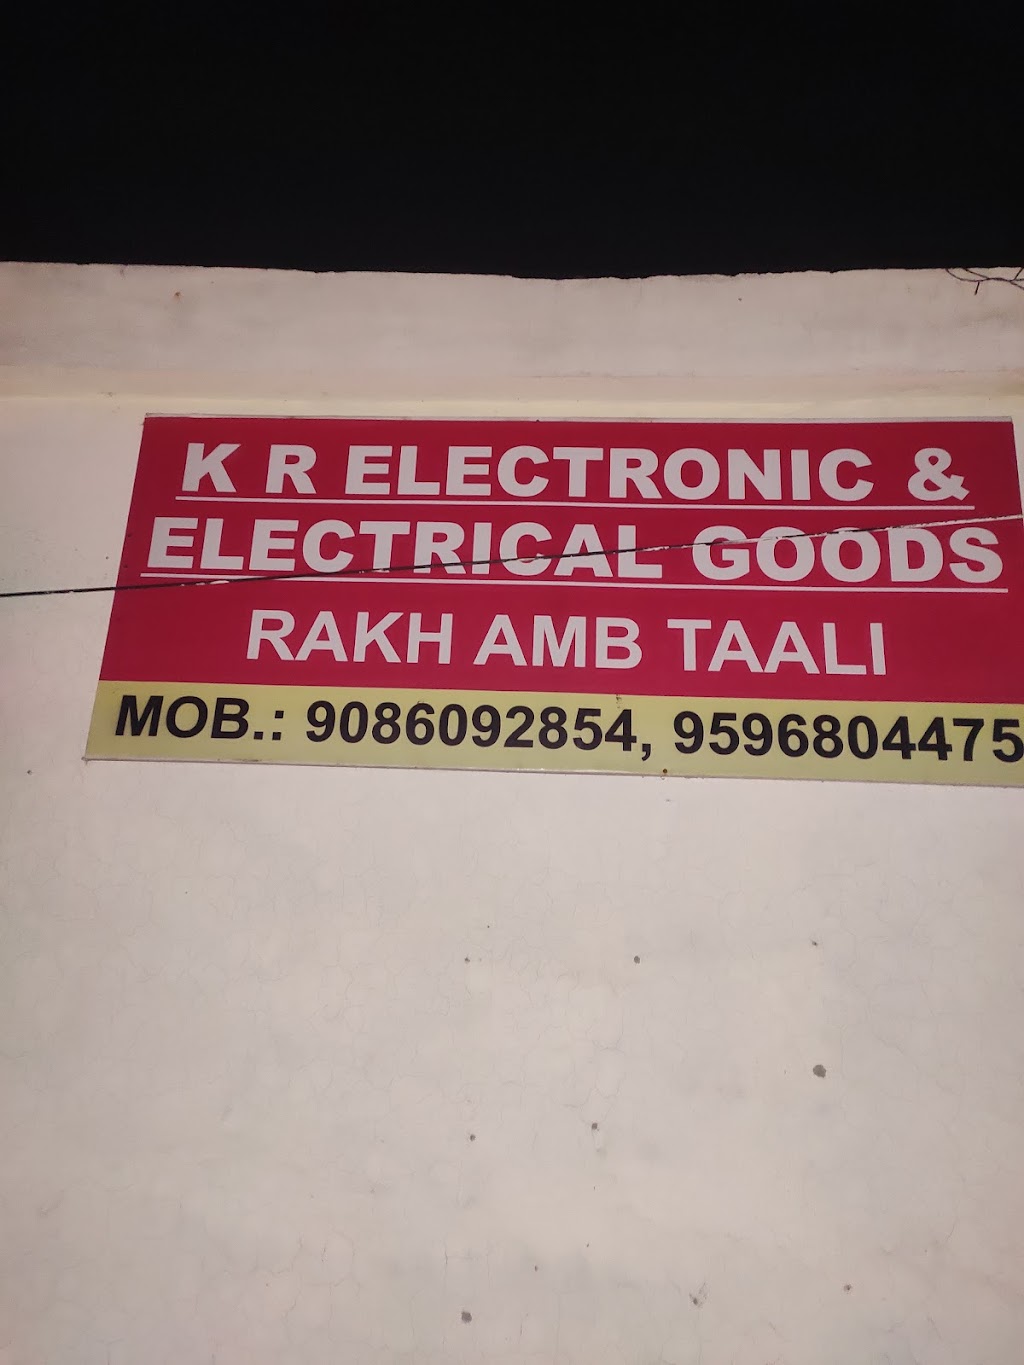 K R ELECTRONIC &
ELECTRICAL GOODS
RAKH AMB TAALI
MOB.: 9086092854, 9596804475